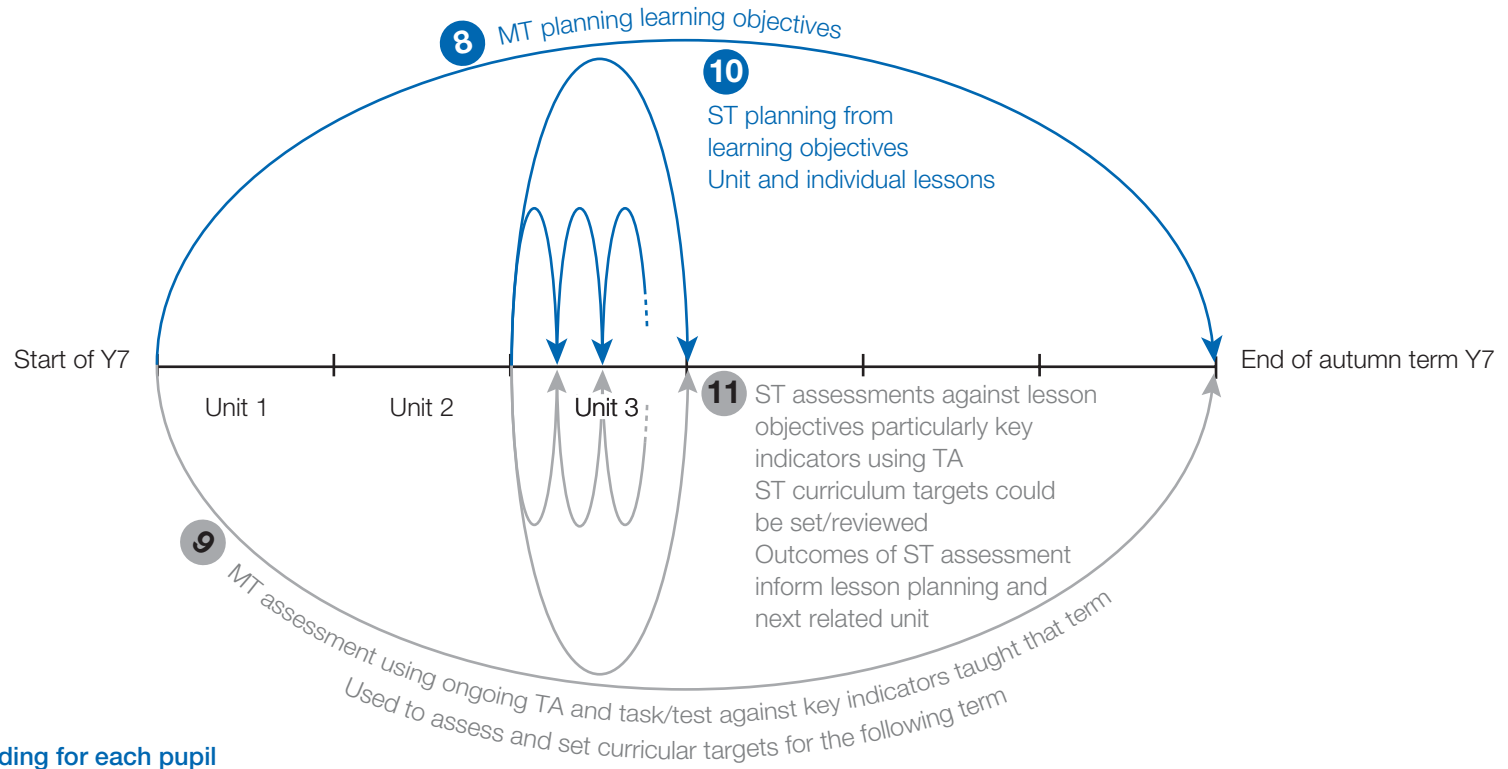 8 MT planning learning objectives
10
ST planning from
learning objectives
Unit and individual lessons
Start of Y7
End of autumn term Y7
Unit 1
Unit 2
Unit 3
11
ST assessments against lesson
objectives particularly key
indicators using TA
ST curriculum targets could
be set/reviewed
Outcomes of ST assessment
inform lesson planning and
next related unit
9
MT assessment using ongoing TA and task/test against key indicators taught that term
Used to assess and set curricular targets for the following term
ding for each pupil